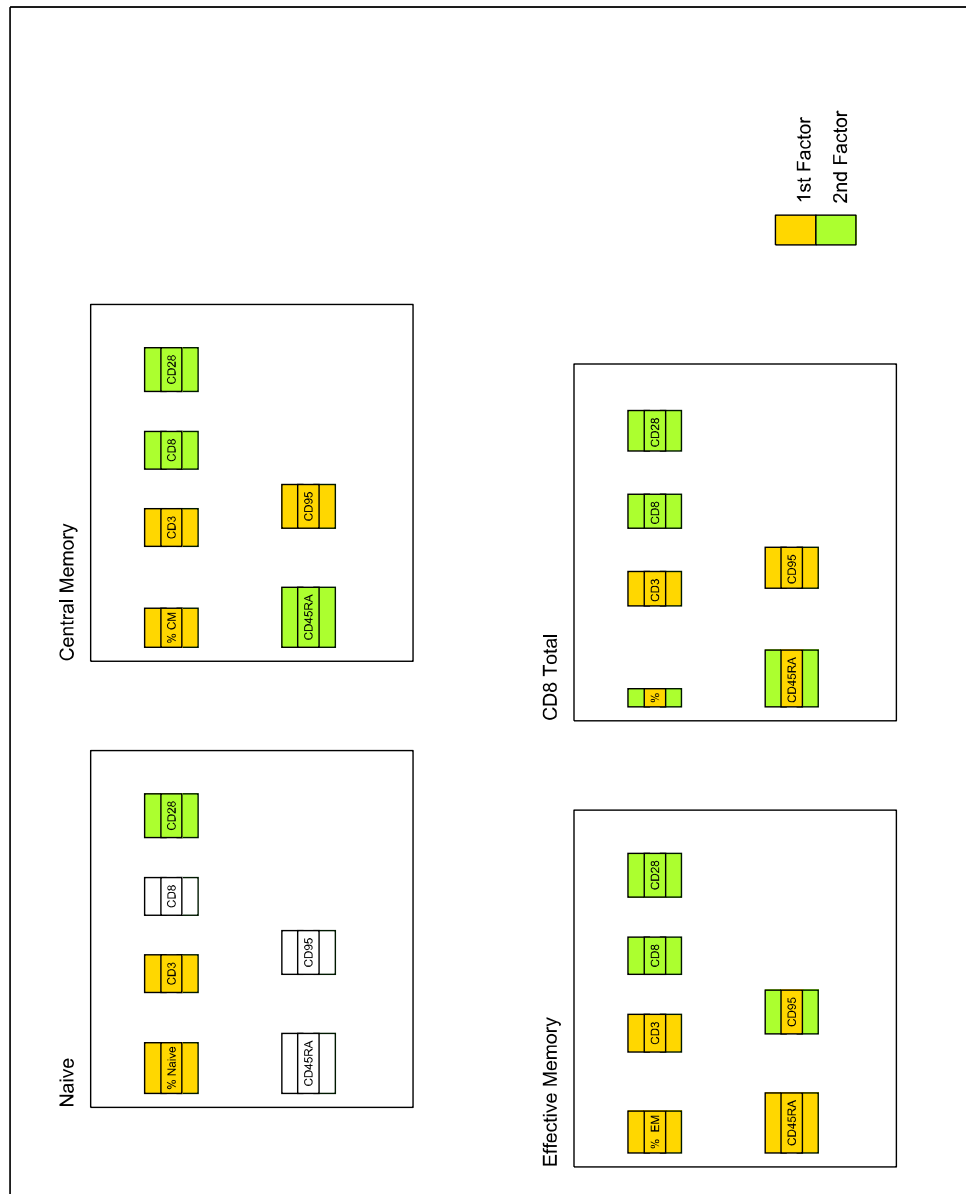 Naive
% Naive
CD3
CD8
CD28
CD45RA
CD95
Central Memory
% CM
CD3
CD8
CD28
CD45RA
CD95
Effective Memory
% EM
CD3
CD8
CD28
CD45RA
CD95
CD8 Total
%
CD3
CD8
CD28
CD45RA
CD95
1st Factor
2nd Factor